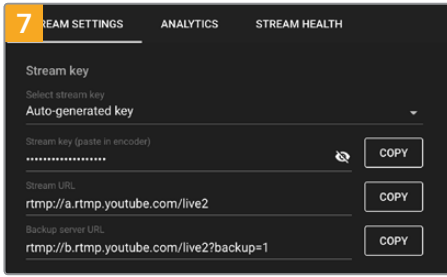 7
REAM SETTINGS ANALYTICS STREAM HEALTH
Stream key
Select stream key
Auto-generated key
Stream key (paste in encoder)
••••••••••••••••••• COPY
Stream URL
rtmp://a.rtmp.youtube.com/live2 COPY
Backup server URL
rtmp://b.rtmp.youtube.com/live2?backup=1 COPY